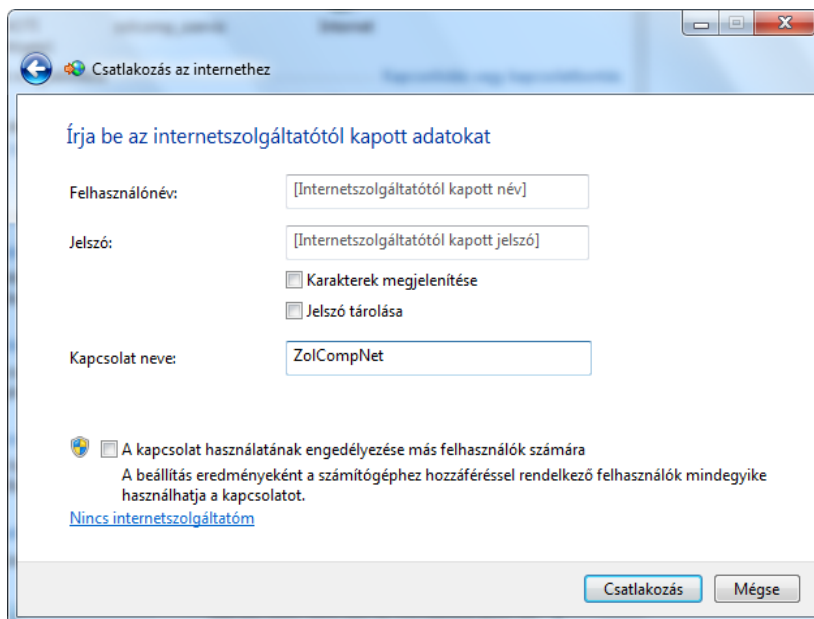 Internet
Csatlakozás az internethez
Írja be az internetszolgáltatótól kapott adatokat
Felhasználónév:
[Internetszolgáltatótól kapott név]
Jelszó:
[Internetszolgáltatótól kapott jelszó]
Karakterek megjelenítése
Jelszó tárolása
Kapcsolat neve:
ZolCompNet
A kapcsolat használatának engedélyezése más felhasználók számára
A beállítás eredményeként a számítógéphez hozzáféréssel rendelkező felhasználók mindegyike
használhatja a kapcsolatot.
Nincs internetszolgáltatóm
Csatlakozás
Mégse